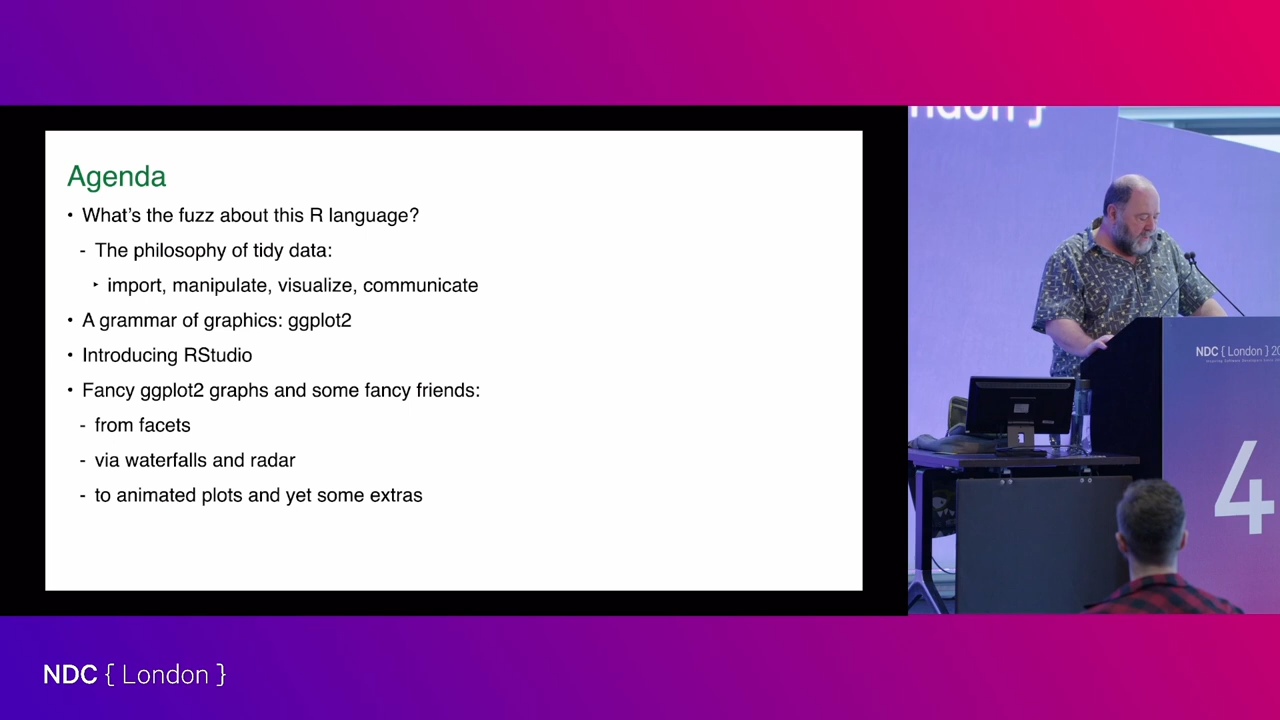 Agenda
• What's the fuzz about this R language?
- The philosophy of tidy data:
‣ import, manipulate, visualize, communicate
• A grammar of graphics: ggplot2
• Introducing RStudio
• Fancy ggplot2 graphs and some fancy friends:
- from facets
- via waterfalls and radar
- to animated plots and yet some extras
ndon }
NDC { London } 20
4
NDC { London }